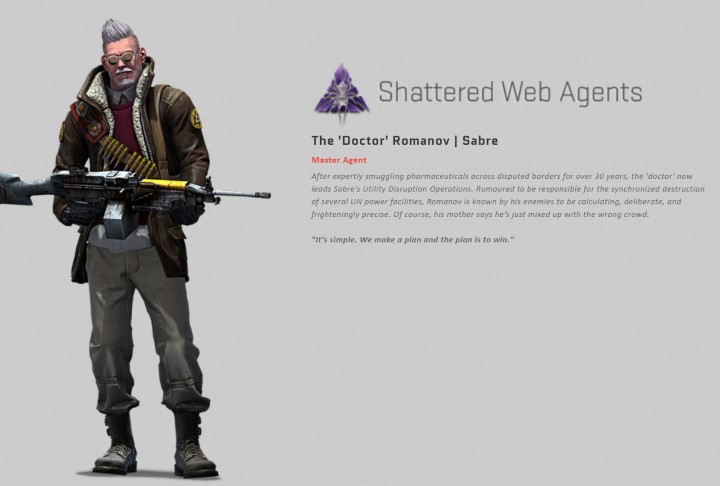 Shattered Web Agents
The 'Doctor' Romanov | Sabre
Master Agent
After expertly smuggling pharmaceuticals across disputed borders for over 30 years, the 'doctor' now
leads Sabre's Utility Disruption Operations. Rumoured to be responsible for the synchronized destruction
of several UN power facilities, Romanov is known by his enemies to be calculating, deliberate, and
frighteningly precise. Of course, his mother says he's just mixed up with the wrong crowd.
"It's simple. We make a plan and the plan is to win."